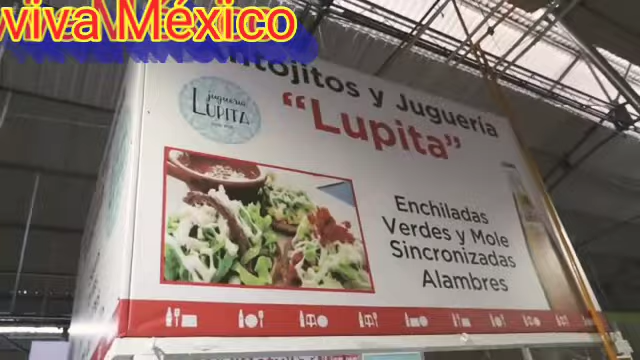 viva México
Antojitos y Juguería
"Lupita"
juguería
LUPITA
Enchiladas
Verdes y Mole
Sincronizadas
Alambres